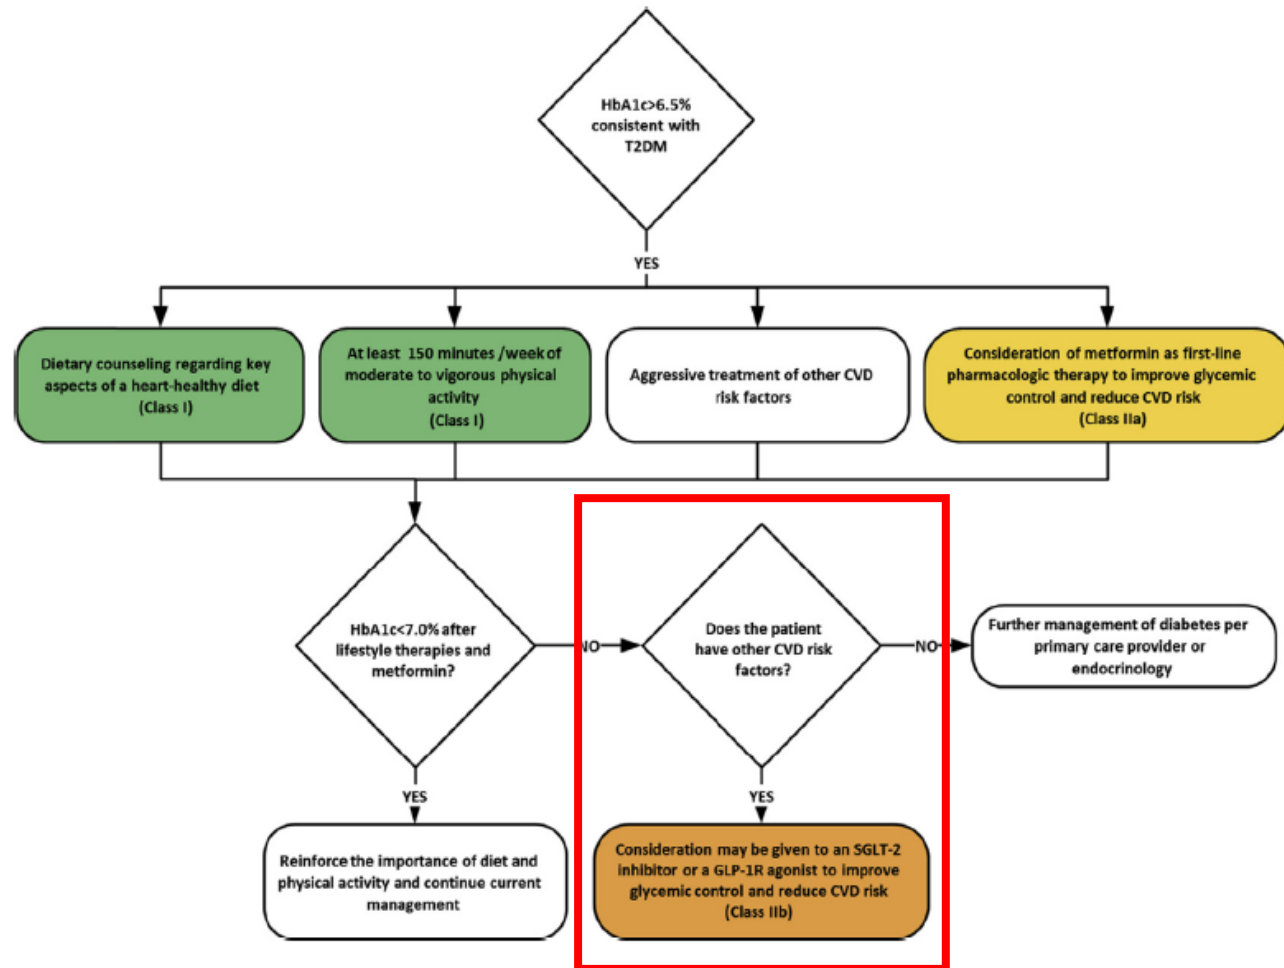 HbA1c>6.5%
consistent with
T2DM
YES
Dietary counseling regarding key
aspects of a heart-healthy diet
(Class I)
At least 150 minutes /week of
moderate to vigorous physical
activity
(Class I)
Aggressive treatment of other CVD
risk factors
Consideration of metformin as first-line
pharmacologic therapy to improve glycemic
control and reduce CVD risk
(Class IIa)
HbA1c<7.0% after
lifestyle therapies and
metformin?
NO
Does the patient
have other CVD risk
factors?
NO
Further management of diabetes per
primary care provider or
endocrinology
YES
YES
Reinforce the importance of diet and
physical activity and continue current
management
Consideration may be given to an SGLT-2
inhibitor or a GLP-1R agonist to improve
glycemic control and reduce CVD risk
(Class IIb)